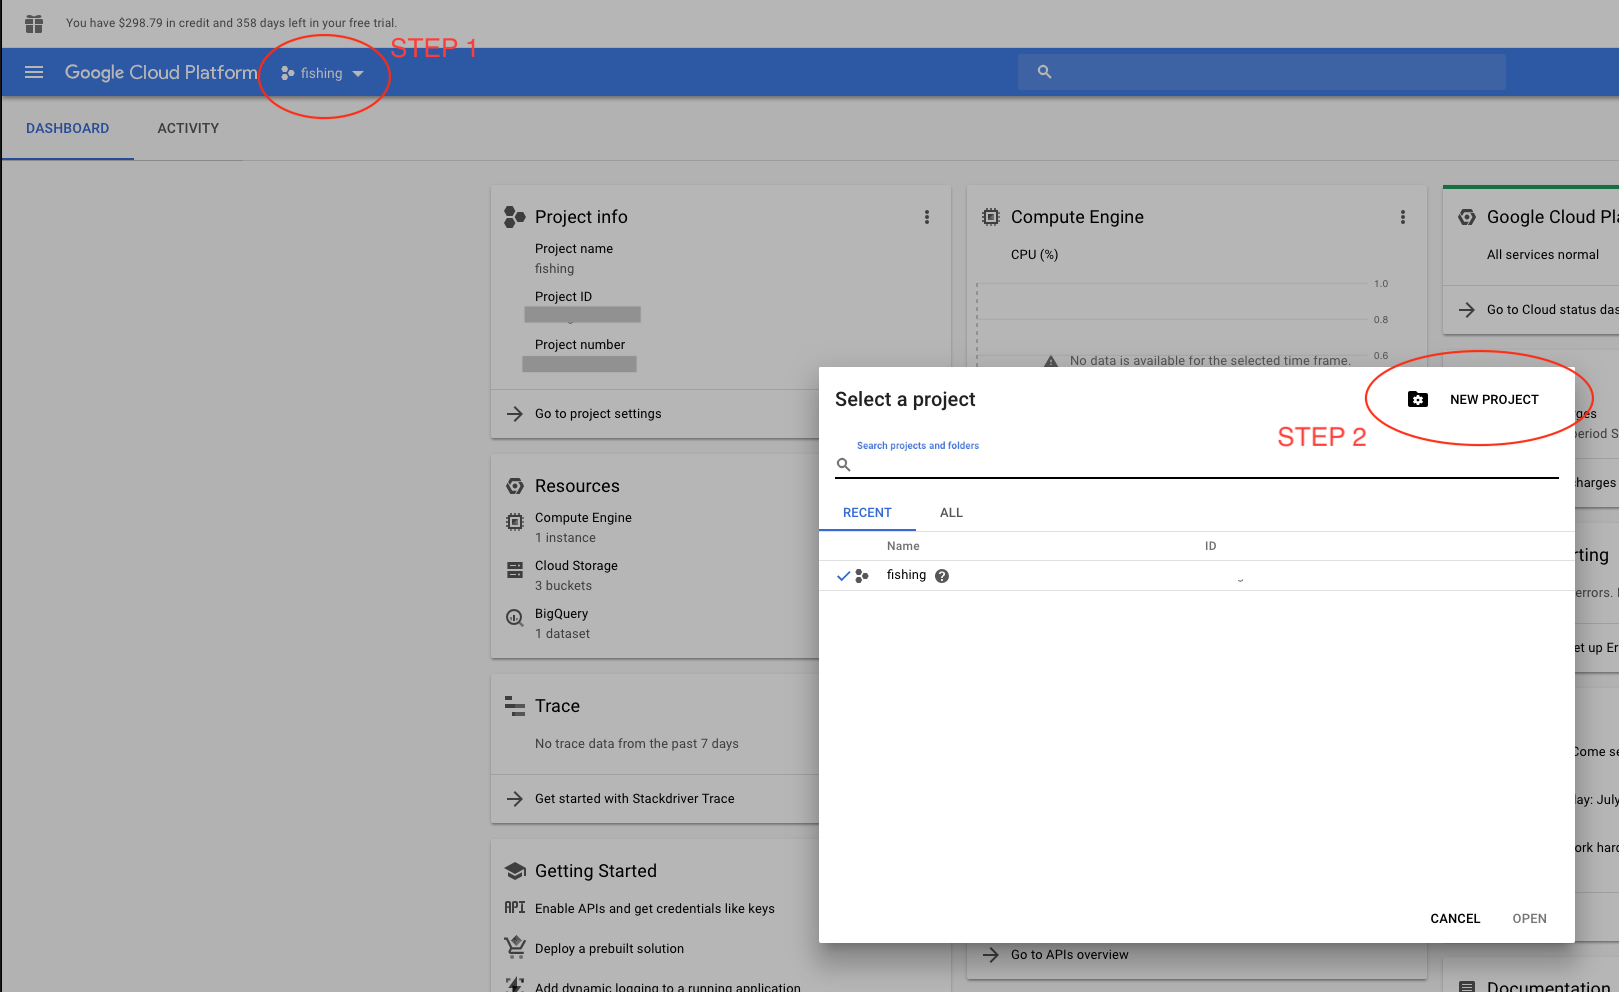 You have $298.79 in credit and 358 days left in your free trial.
STEP 1
Google Cloud Platform
fishing
DASHBOARD
ACTIVITY
Project info
Project name
fishing
Project ID
Project number
Go to project settings
Compute Engine
CPU (%)
1.0
0.8
0.6
No data is available for the selected time frame.
Google Cloud Pla
All services normal
Go to Cloud status das
Resources
Compute Engine
1 instance
Cloud Storage
3 buckets
BigQuery
1 dataset
Trace
No trace data from the past 7 days
Get started with Stackdriver Trace
Getting Started
API Enable APIs and get credentials like keys
Deploy a prebuilt solution
Add dynamic logging to a running application
Select a project
NEW PROJECT
STEP 2
Search projects and folders
RECENT
ALL
Name
ID
fishing
CANCEL
OPEN
Go to APIs overview
ges
eriod S
harges
rting
errors.
et up Er
Come se
lay: July
ork hard
Documentation